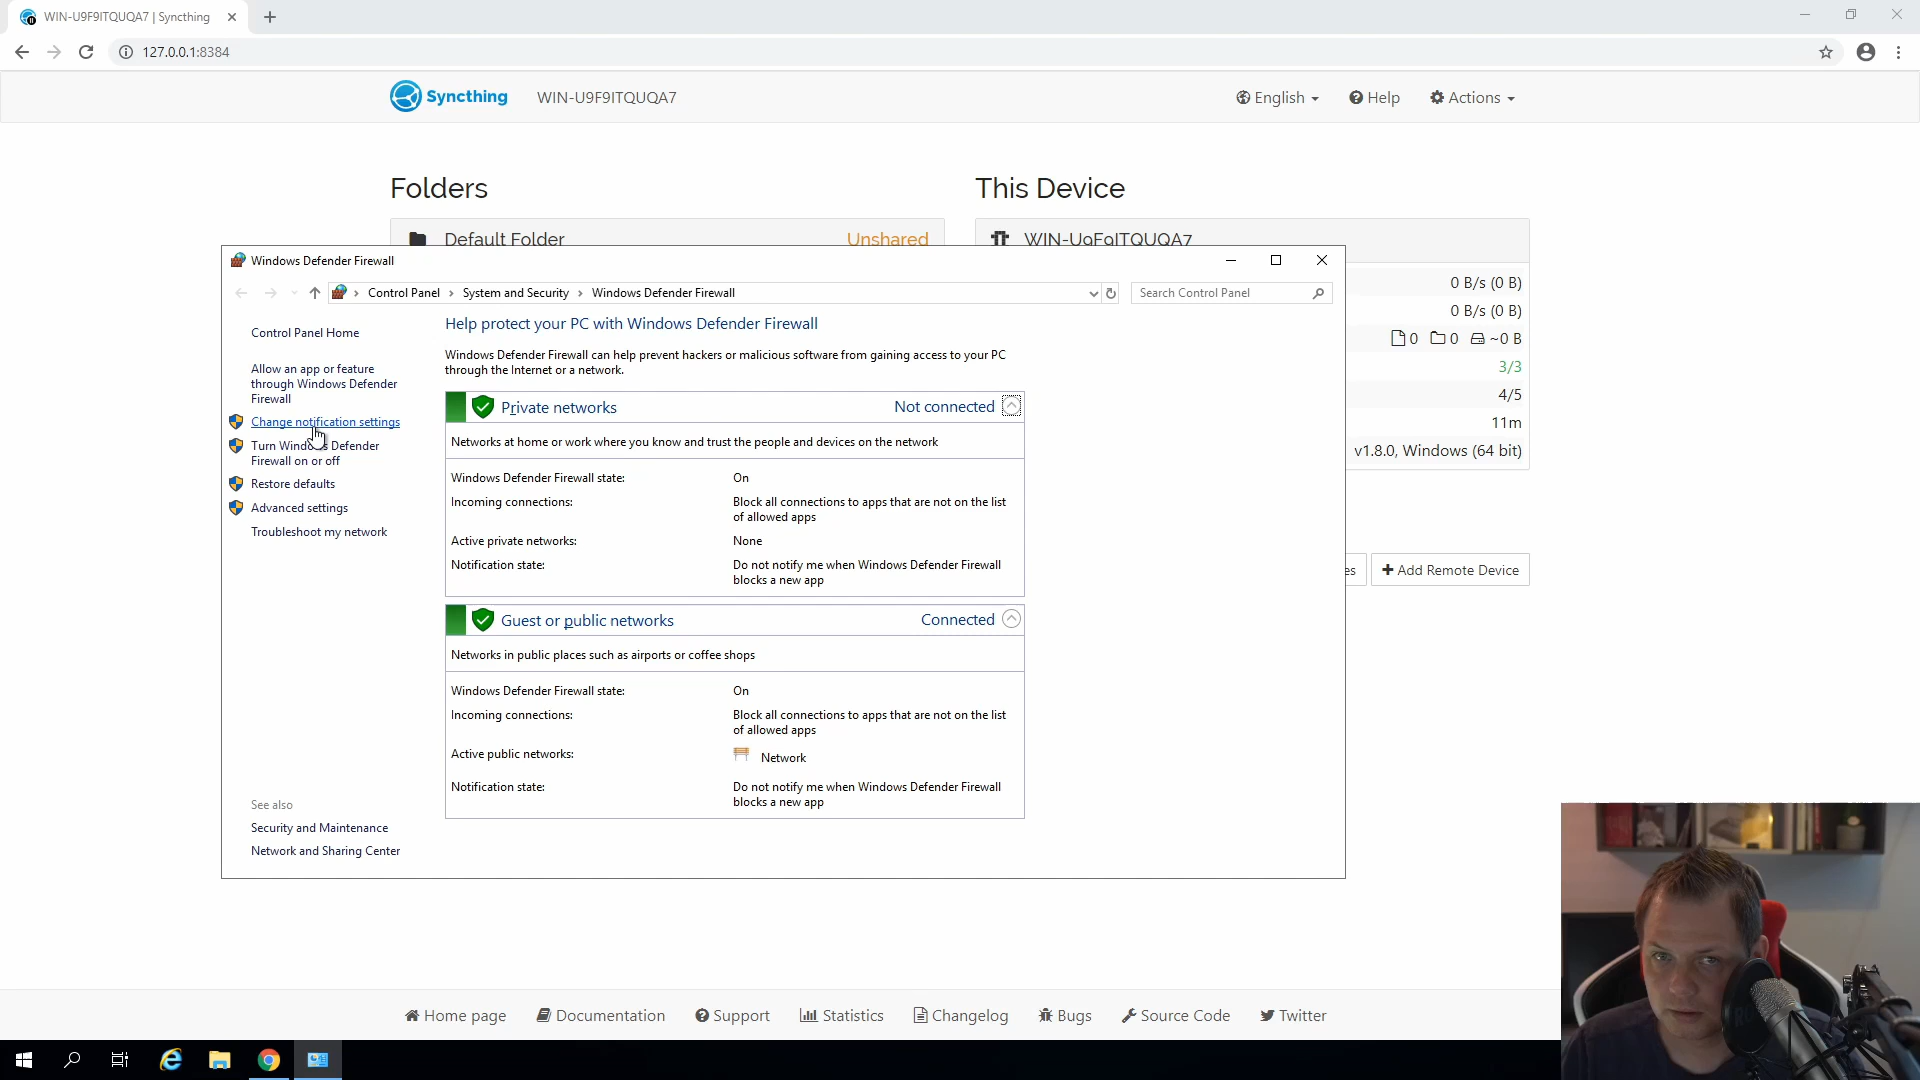 WIN-U9F9ITQUQA7 | Syncthing
127.0.0.1:8384
Syncthing
WIN-U9F9ITQUQA7
English
Help
Actions
Folders
This Device
Default Folder
Unshared
WIN-U9F9ITQUQA7
Windows Defender Firewall
Control Panel
System and Security
Windows Defender Firewall
Search Control Panel
Control Panel Home
Allow an app or feature
through Windows Defender
Firewall
Change notification settings
Turn Windows Defender
Firewall on or off
Restore defaults
Advanced settings
Troubleshoot my network
See also
Security and Maintenance
Network and Sharing Center
Help protect your PC with Windows Defender Firewall
Windows Defender Firewall can help prevent hackers or malicious software from gaining access to your PC
through the Internet or a network.
Private networks
Not connected
Networks at home or work where you know and trust the people and devices on the network
Windows Defender Firewall state:
On
Incoming connections:
Block all connections to apps that are not on the list
of allowed apps
Active private networks:
None
Notification state:
Do not notify me when Windows Defender Firewall
blocks a new app
Guest or public networks
Connected
Networks in public places such as airports or coffee shops
Windows Defender Firewall state:
On
Incoming connections:
Block all connections to apps that are not on the list
of allowed apps
Active public networks:
Network
Notification state:
Do not notify me when Windows Defender Firewall
blocks a new app
0 B/s (0 B)
0 B/s (0 B)
0 0 ~0 B
3/3
4/5
11m
v1.8.0, Windows (64 bit)
es
Add Remote Device
Home page
Documentation
Support
Statistics
Changelog
Bugs
Source Code
Twitter